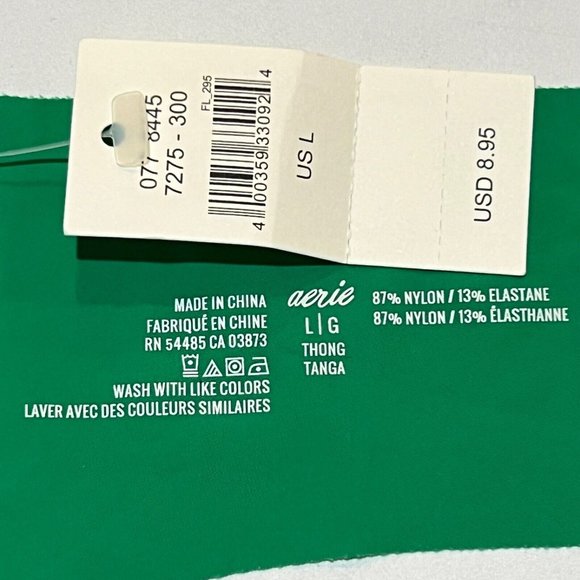 077 8445
7275 - 300
FL_295
4 00359 33092 4
US L
USD 8.95
MADE IN CHINA
FABRIQUÉ EN CHINE
RN 54485 CA 03873
WASH WITH LIKE COLORS
LAVER AVEC DES COULEURS SIMILAIRES
aerie
L|G
THONG
TANGA
87% NYLON / 13% ELASTANE
87% NYLON / 13% ÉLASTHANNE